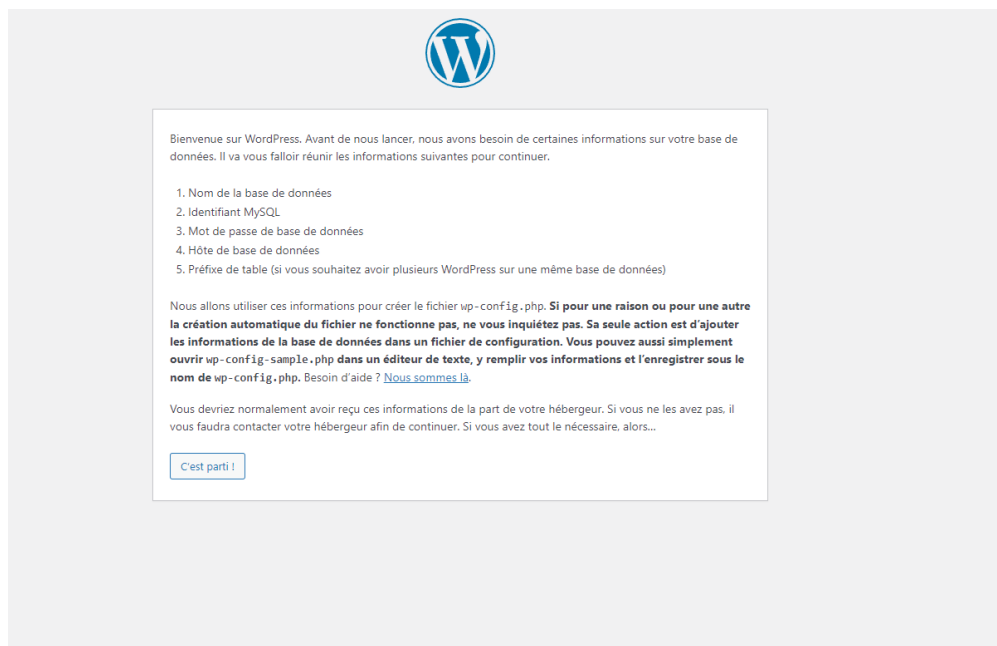 Bienvenue sur WordPress. Avant de nous lancer, nous avons besoin de certaines informations sur votre base de
données. Il va vous falloir réunir les informations suivantes pour continuer.
1. Nom de la base de données
2. Identifiant MySQL
3. Mot de passe de base de données
4. Hôte de base de données
5. Préfixe de table (si vous souhaitez avoir plusieurs WordPress sur une même base de données)
Nous allons utiliser ces informations pour créer le fichier wp-config.php. Si pour une raison ou pour une autre
la création automatique du fichier ne fonctionne pas, ne vous inquiétez pas. Sa seule action est d’ajouter
les informations de la base de données dans un fichier de configuration. Vous pouvez aussi simplement
ouvrir wp-config-sample.php dans un éditeur de texte, y remplir vos informations et l’enregistrer sous le
nom de wp-config.php. Besoin d’aide ? Nous sommes là.
Vous devriez normalement avoir reçu ces informations de la part de votre hébergeur. Si vous ne les avez pas, il
vous faudra contacter votre hébergeur afin de continuer. Si vous avez tout le nécessaire, alors…
C’est parti !